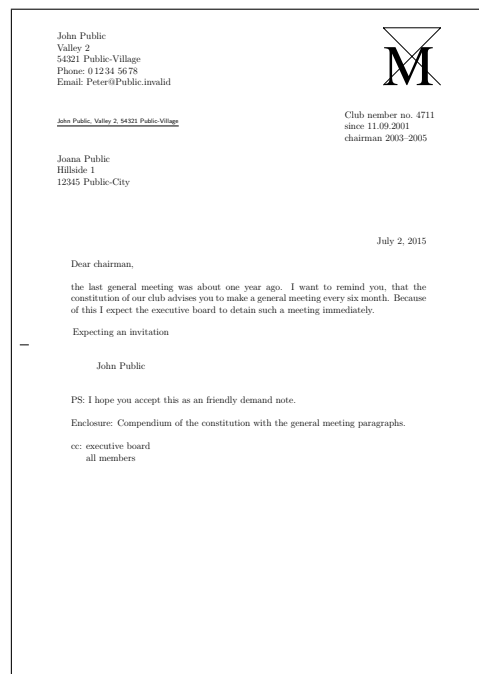 John Public
Valley 2
54321 Public-Village
Phone: 0 12 34 56 78
Email: Peter@Public.invalid
M
John Public, Valley 2, 54321 Public-Village
Club nember no. 4711
since 11.09.2001
chairman 2003–2005
Joana Public
Hillside 1
12345 Public-City
July 2, 2015
Dear chairman,
the last general meeting was about one year ago. I want to remind you, that the
constitution of our club advises you to make a general meeting every six month. Because
of this I expect the executive board to detain such a meeting immediately.
Expecting an invitation
John Public
PS: I hope you accept this as an friendly demand note.
Enclosure: Compendium of the constitution with the general meeting paragraphs.
cc: executive board
all members